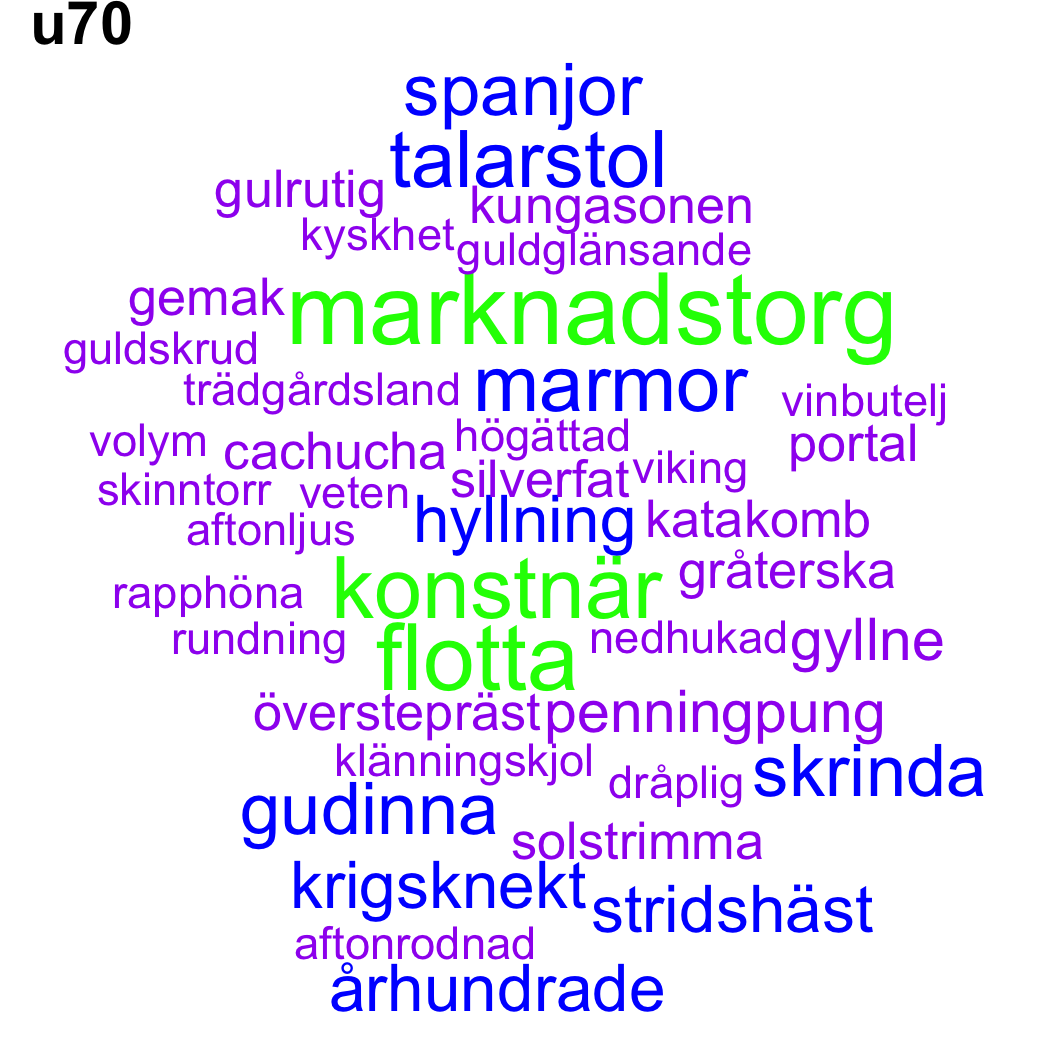 u70
spanjor
talarstol
gulrutig
kungasonen
kyskhet
guldglänsande
gemak
marknadstorg
guldskrud
trädgårdsland
marmor
vinbutelj
volym
cachucha
högättad
portal
skinntorr
veten
silverfat
viking
aftonljus
hyllning
katakomb
rapphöna
konstnär
gråterska
rundning
flotta
nedhukad
gyllne
överstepräst
penningpung
klänningskjol
dråplig
skrinda
gudinna
solstrimma
krigsknekt
stridshäst
aftonrodnad
århundrade